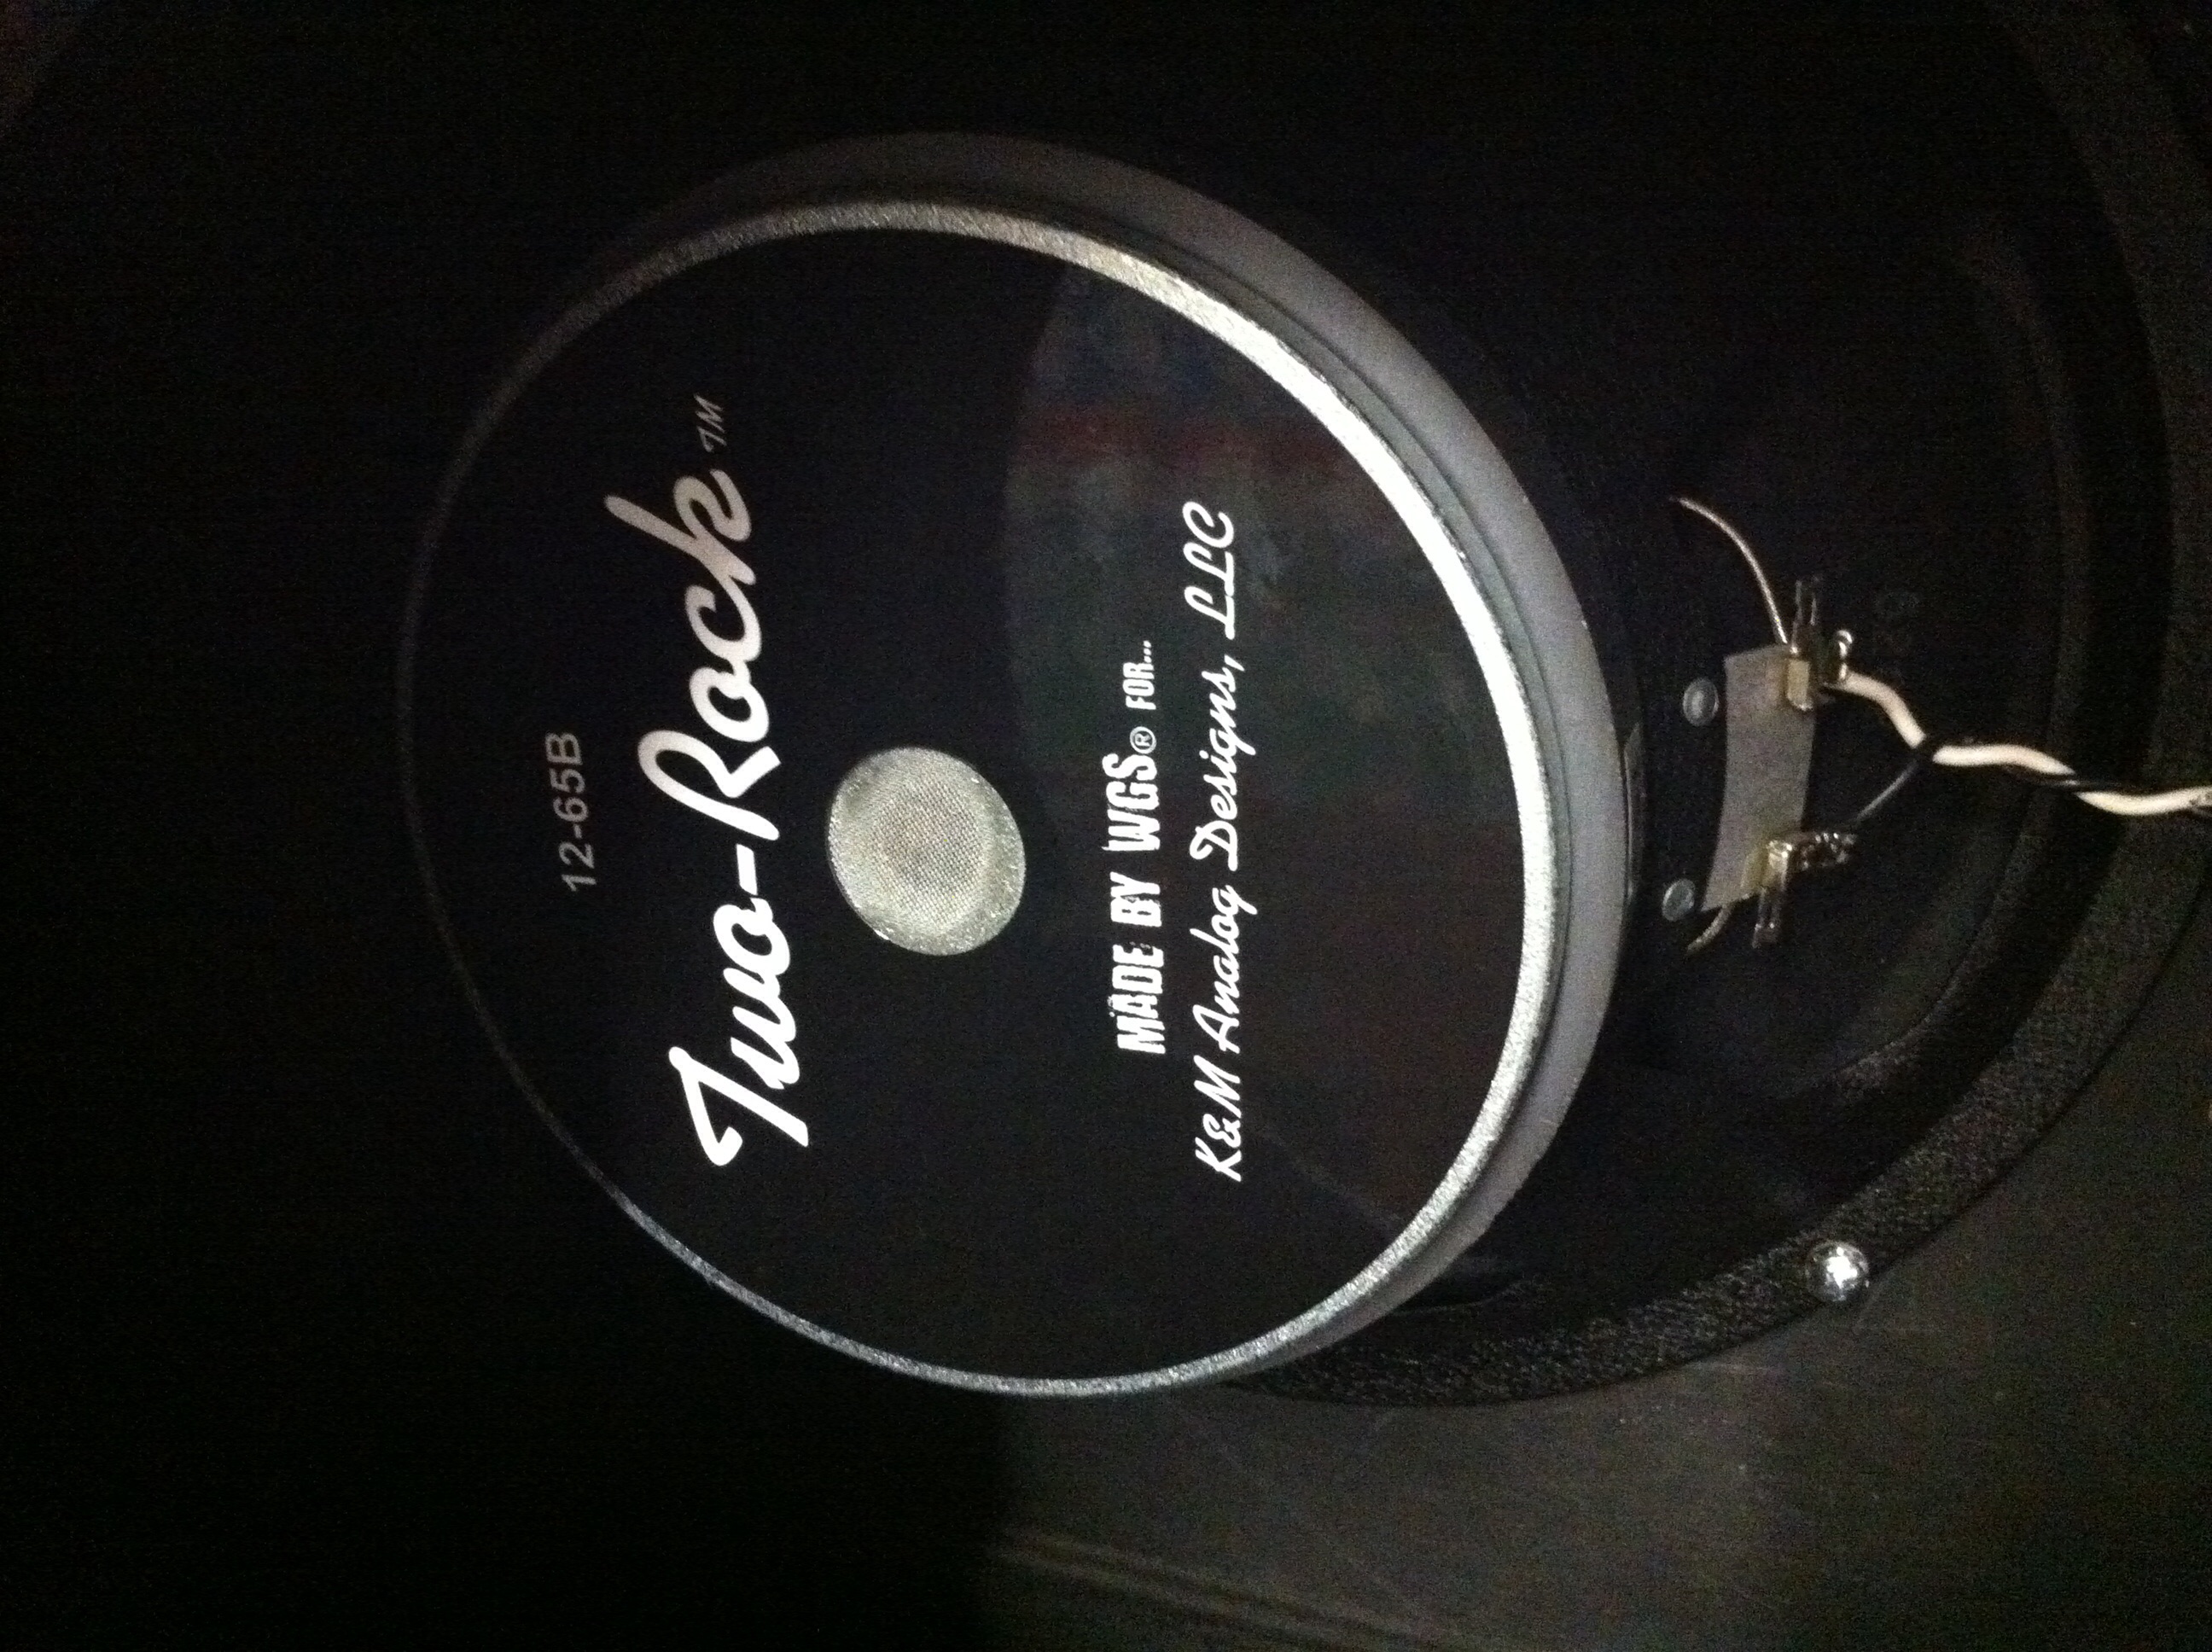 12-65B
Two-Rock™
MADE BY WGS® FOR...
K&M Analog Designs, LLC